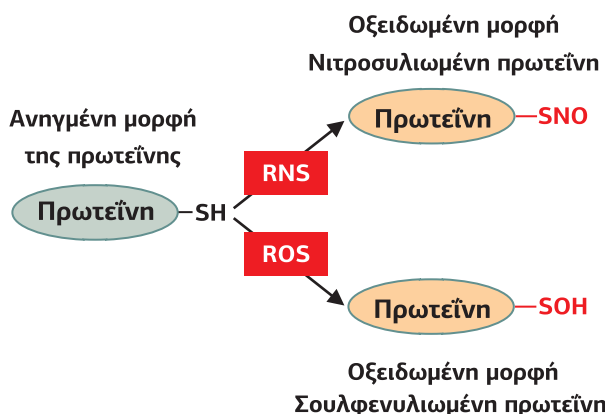 Οξειδωμένη μορφή
Νιτροσυλιωμένη πρωτεΐνη
Πρωτεΐνη
SNO
Ανηγμένη μορφή
της πρωτεΐνης
RNS
Πρωτεΐνη
SH
ROS
Πρωτεΐνη
SOH
Οξειδωμένη μορφή
Σουλφενυλιωμένη πρωτεΐνη